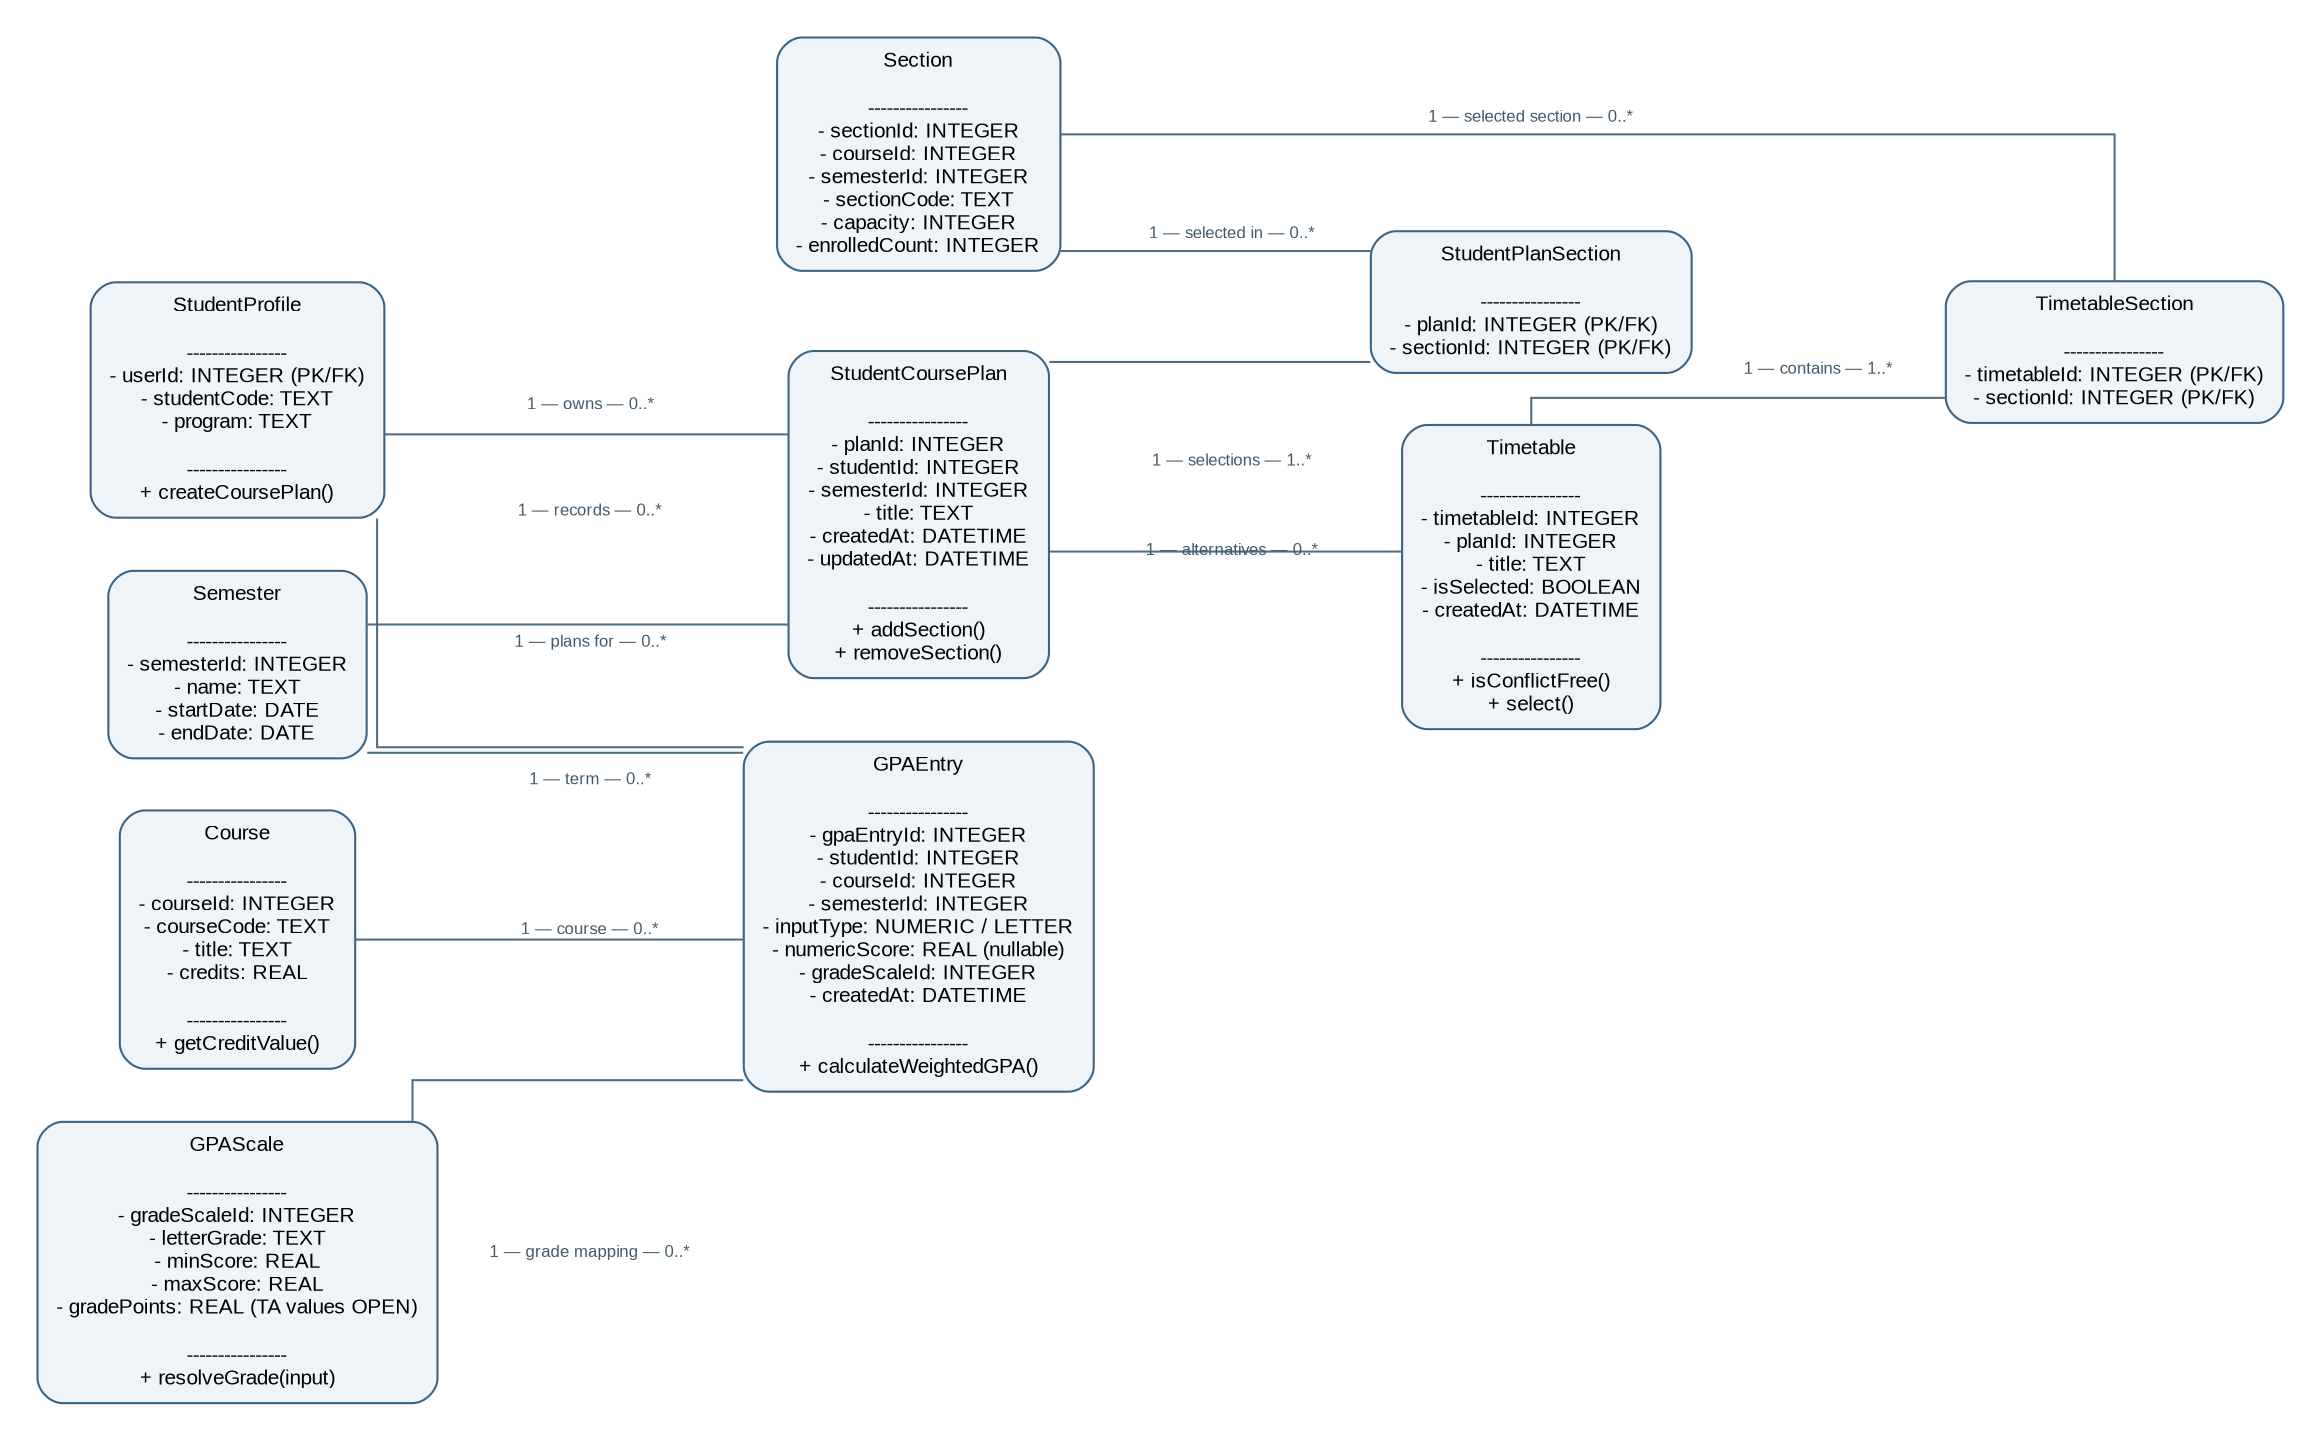 Section
----------------
- sectionId: INTEGER
- courseId: INTEGER
- semesterId: INTEGER
- sectionCode: TEXT
- capacity: INTEGER
- enrolledCount: INTEGER
1 — selected section — 0..*
1 — selected in — 0..*
StudentPlanSection
----------------
- planId: INTEGER (PK/FK)
- sectionId: INTEGER (PK/FK)
TimetableSection
----------------
- timetableId: INTEGER (PK/FK)
- sectionId: INTEGER (PK/FK)
1 — contains — 1..*
StudentProfile
----------------
- userId: INTEGER (PK/FK)
- studentCode: TEXT
- program: TEXT
----------------
+ createCoursePlan()
1 — owns — 0..*
1 — records — 0..*
StudentCoursePlan
----------------
- planId: INTEGER
- studentId: INTEGER
- semesterId: INTEGER
- title: TEXT
- createdAt: DATETIME
- updatedAt: DATETIME
----------------
+ addSection()
+ removeSection()
1 — selections — 1..*
1 — alternatives — 0..*
Timetable
----------------
- timetableId: INTEGER
- planId: INTEGER
- title: TEXT
- isSelected: BOOLEAN
- createdAt: DATETIME
----------------
+ isConflictFree()
+ select()
Semester
----------------
- semesterId: INTEGER
- name: TEXT
- startDate: DATE
- endDate: DATE
1 — plans for — 0..*
1 — term — 0..*
GPAEntry
----------------
- gpaEntryId: INTEGER
- studentId: INTEGER
- courseId: INTEGER
- semesterId: INTEGER
- inputType: NUMERIC / LETTER
- numericScore: REAL (nullable)
- gradeScaleId: INTEGER
- createdAt: DATETIME
----------------
+ calculateWeightedGPA()
Course
----------------
- courseId: INTEGER
- courseCode: TEXT
- title: TEXT
- credits: REAL
----------------
+ getCreditValue()
1 — course — 0..*
GPAScale
----------------
- gradeScaleId: INTEGER
- letterGrade: TEXT
- minScore: REAL
- maxScore: REAL
- gradePoints: REAL (TA values OPEN)
----------------
+ resolveGrade(input)
1 — grade mapping — 0..*